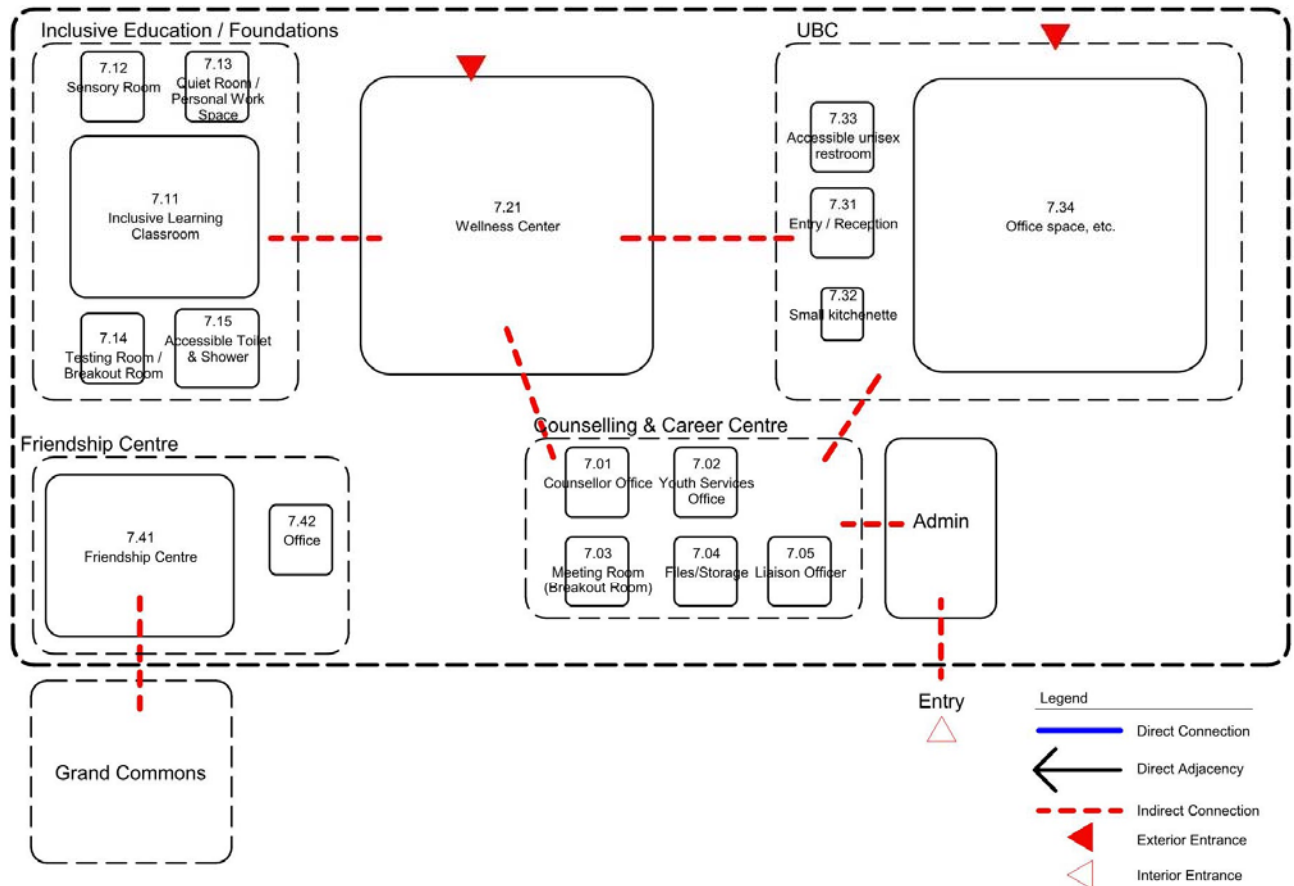 Inclusive Education / Foundations
7.12
Sensory Room
7.13
Quiet Room /
Personal Work
Space
7.11
Inclusive Learning
Classroom
7.14
Testing Room /
Breakout Room
7.15
Accessible Toilet
& Shower
7.21
Wellness Center
UBC
7.33
Accessible unisex
restroom
7.31
Entry / Reception
7.32
Small kitchenette
7.34
Office space, etc.
Friendship Centre
7.41
Friendship Centre
7.42
Office
Counselling & Career Centre
7.01
Counsellor Office
7.02
Youth Services
Office
7.03
Meeting Room
(Breakout Room)
7.04
Files/Storage
7.05
Liaison Officer
Admin
Grand Commons
Entry
Legend
Direct Connection
Direct Adjacency
Indirect Connection
Exterior Entrance
Interior Entrance